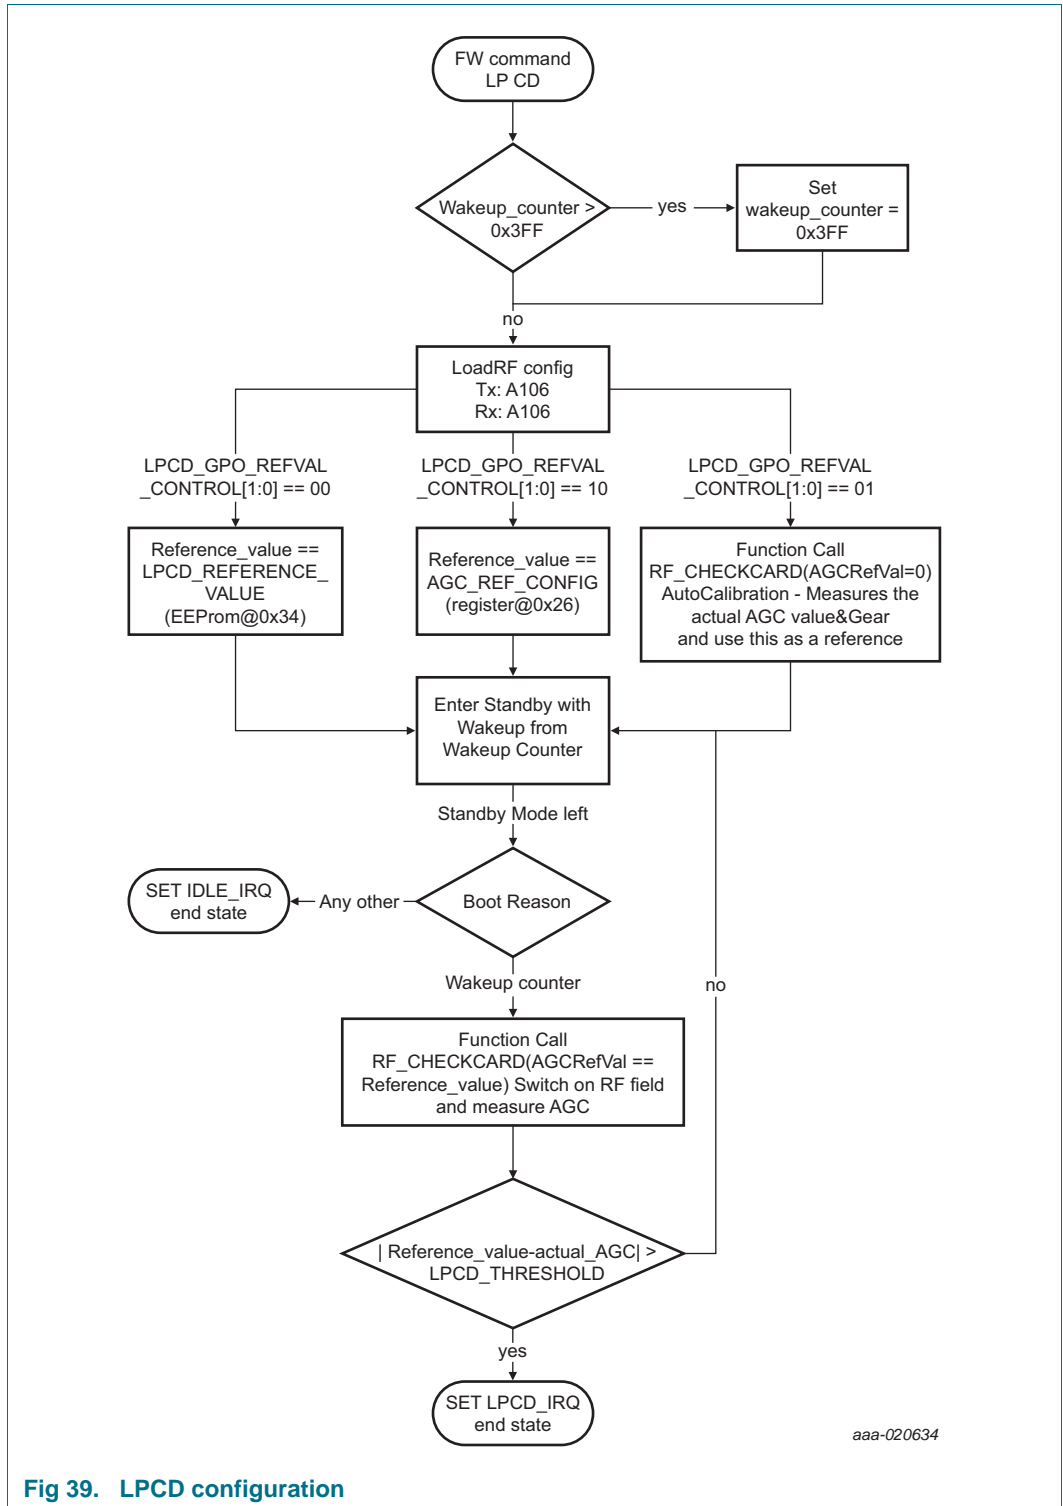 FW command
LP CD
Wakeup_counter >
0x3FF
yes
Set
wakeup_counter =
0x3FF
no
LoadRF config
Tx: A106
Rx: A106
LPCD_GPO_REFVAL
_CONTROL[1:0] == 00
LPCD_GPO_REFVAL
_CONTROL[1:0] == 10
LPCD_GPO_REFVAL
_CONTROL[1:0] == 01
Reference_value ==
LPCD_REFERENCE_
VALUE
(EEProm@0x34)
Reference_value ==
AGC_REF_CONFIG
(register@0x26)
Function Call
RF_CHECKCARD(AGCRefVal=0)
AutoCalibration - Measures the
actual AGC value&Gear
and use this as a reference
Enter Standby with
Wakeup from
Wakeup Counter
Standby Mode left
SET IDLE_IRQ
end state
Any other
Boot Reason
Wakeup counter
no
Function Call
RF_CHECKCARD(AGCRefVal ==
Reference_value) Switch on RF field
and measure AGC
| Reference_value-actual_AGC| >
LPCD_THRESHOLD
yes
SET LPCD_IRQ
end state
aaa-020634
Fig 39. LPCD configuration